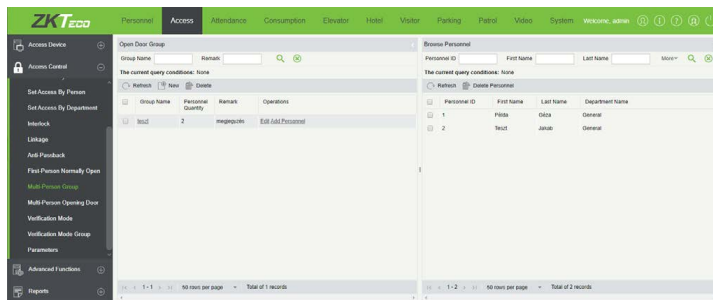 ZKTeco Personnel Access Attendance Consumption Elevator Hotel Visitor Parking Patrol Video System Welcome, admin
Access Device
Access Control
Set Access By Person
Set Access By Department
Interlock
Linkage
Anti-Passback
First-Person Normally Open
Multi-Person Group
Multi-Person Opening Door
Verification Mode
Verification Mode Group
Parameters
Advanced Functions
Reports
Open Door Group
Group Name Remark
The current query conditions: None
Refresh New Delete
Group Name Personnel Quantity Remark Operations
teszt 2 megjegyzés Edit Add Personnel
1-1 50 rows per page Total of 1 records
Browse Personnel
Personnel ID First Name Last Name More
The current query conditions: None
Refresh Delete Personnel
Personnel ID First Name Last Name Department Name
1 Példa Géza General
2 Teszt Jakab General
1-2 50 rows per page Total of 2 records